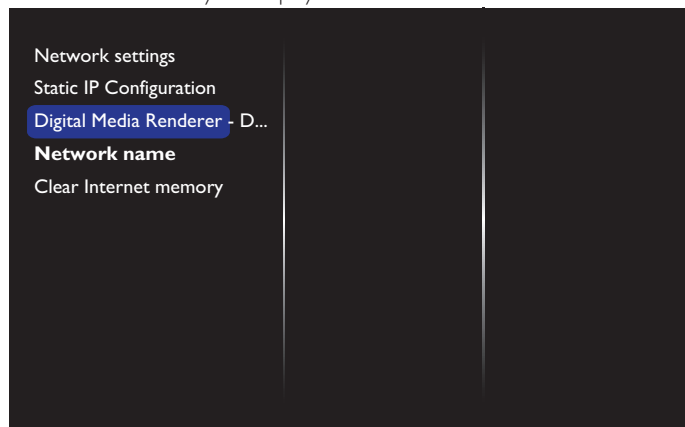 Network settings
Static IP Configuration
Digital Media Renderer - D...
Network name
Clear Internet memory